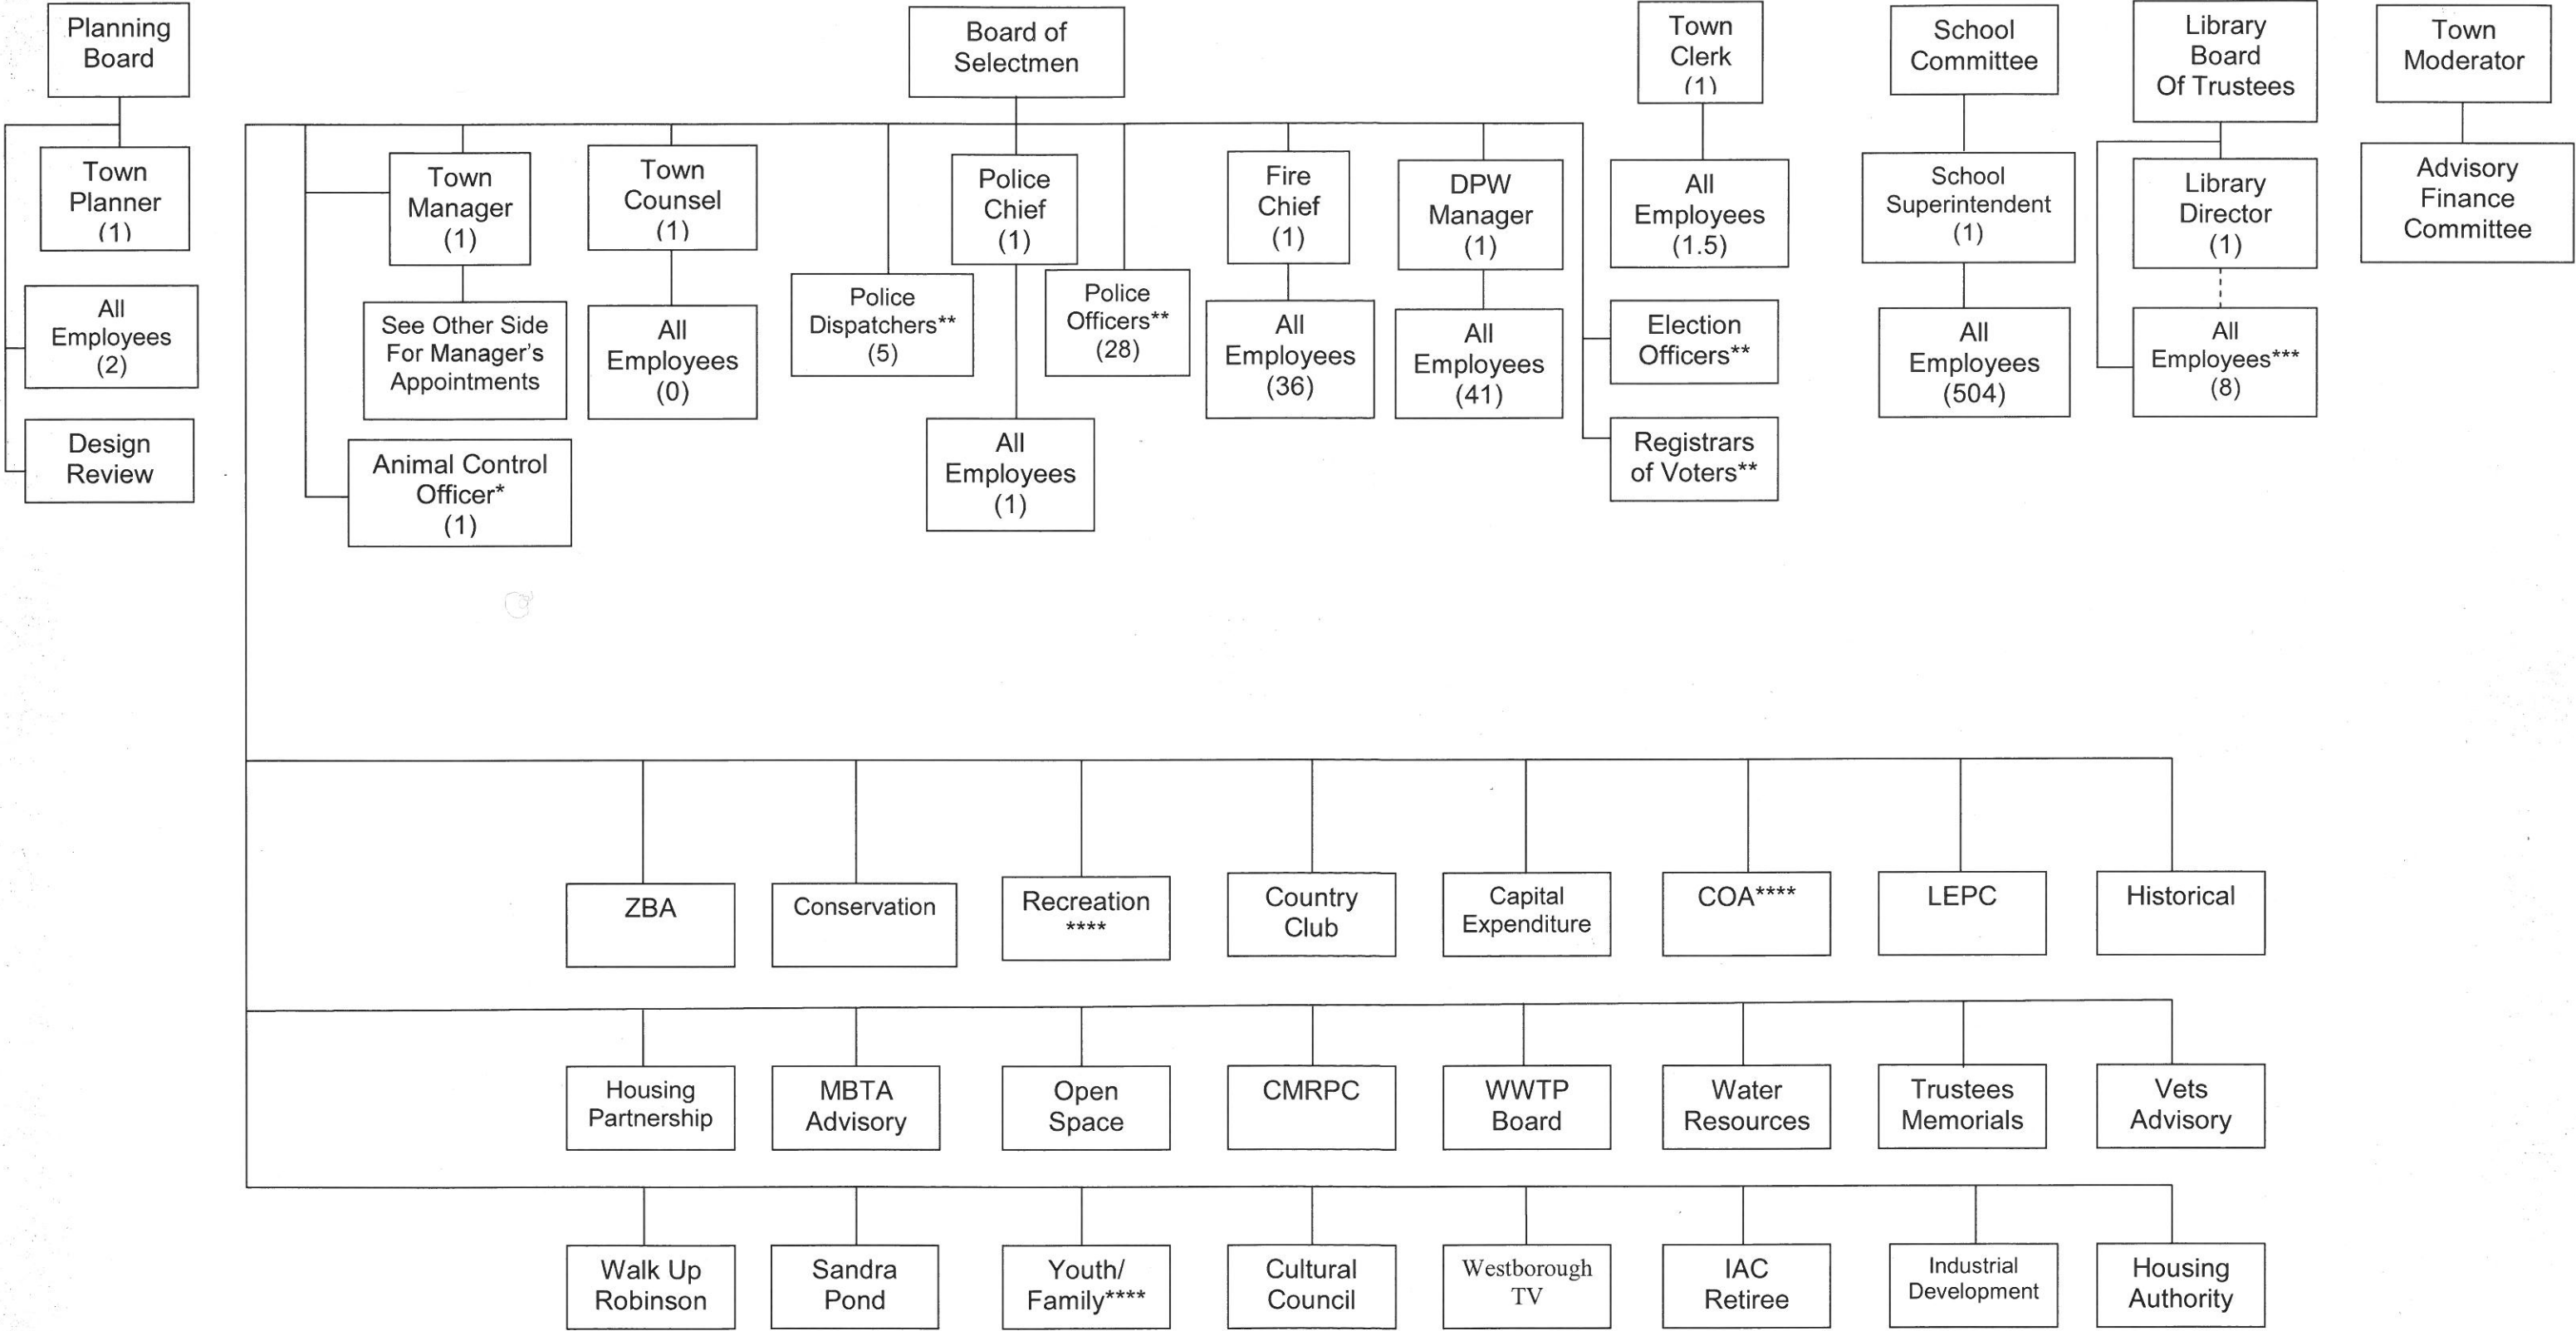 Planning
Board
Board of
Selectmen
Town
Clerk
(1)
School
Committee
Library
Board
Of Trustees
Town
Moderator
Town
Planner
(1)
Town
Manager
(1)
Town
Counsel
(1)
Police
Chief
(1)
Fire
Chief
(1)
DPW
Manager
(1)
All
Employees
(1.5)
School
Superintendent
(1)
Library
Director
(1)
Advisory
Finance
Committee
All
Employees
(2)
See Other Side
For Manager's
Appointments
All
Employees
(0)
Police
Dispatchers**
(5)
Police
Officers**
(28)
All
Employees
(36)
All
Employees
(41)
Election
Officers**
All
Employees
(504)
All
Employees***
(8)
Design
Review
Animal Control
Officer*
(1)
All
Employees
(1)
Registrars
of Voters**
ZBA
Conservation
Recreation
****
Country
Club
Capital
Expenditure
COA****
LEPC
Historical
Housing
Partnership
MBTA
Advisory
Open
Space
CMRPC
WWTP
Board
Water
Resources
Trustees
Memorials
Vets
Advisory
Walk Up
Robinson
Sandra
Pond
Youth/
Family****
Cultural
Council
Westborough
TV
IAC
Retiree
Industrial
Development
Housing
Authority